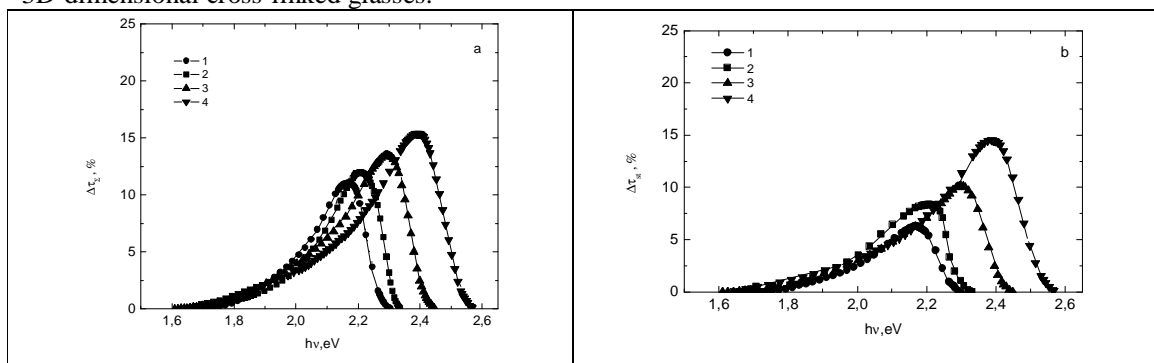 3D-dimensional cross-linked glasses.
25
20
15
10
5
0
Δτ_Σ, %
a
1
2
3
4
1,6 1,8 2,0 2,2 2,4 2,6
hν,eV
25
20
15
10
5
0
Δτ_st, %
b
1
2
3
4
1,6 1,8 2,0 2,2 2,4 2,6
hν,eV